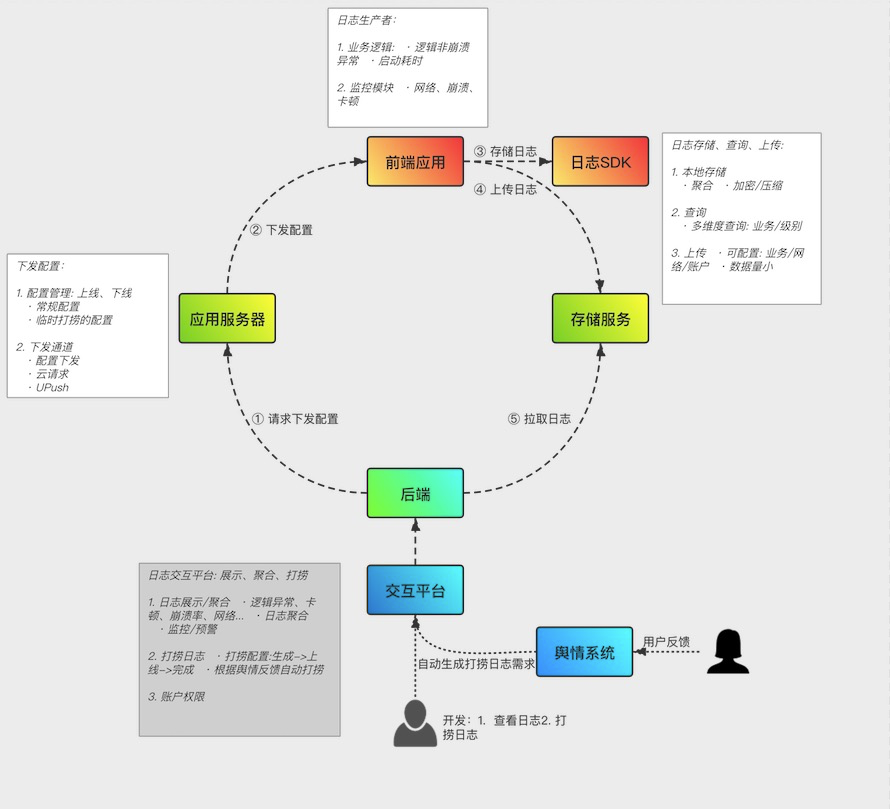 日志生产者：
1. 业务逻辑: · 逻辑非崩溃
异常 · 启动耗时
2. 监控模块 · 网络、崩溃、
卡顿
前端应用
③ 存储日志
日志SDK
④ 上传日志
日志存储、查询、上传:
1. 本地存储
· 聚合 · 加密/压缩
2. 查询
· 多维度查询: 业务/级别
3. 上传 · 可配置: 业务/网
络/账户 · 数据量小
② 下发配置
下发配置：
1. 配置管理: 上线、下线
· 常规配置
· 临时打捞的配置
2. 下发通道
· 配置下发
· 云请求
· UPush
应用服务器
存储服务
① 请求下发配置
⑤ 拉取日志
后端
日志交互平台: 展示、聚合、打捞
1. 日志展示/聚合 · 逻辑异常、卡
顿、崩溃率、网络... · 日志聚合
· 监控/预警
2. 打捞日志 · 打捞配置:生成–>上
线–>完成 · 根据舆情反馈自动打捞
3. 账户权限
交互平台
自动生成打捞日志需求
舆情系统
用户反馈
开发：1. 查看日志2. 打
捞日志